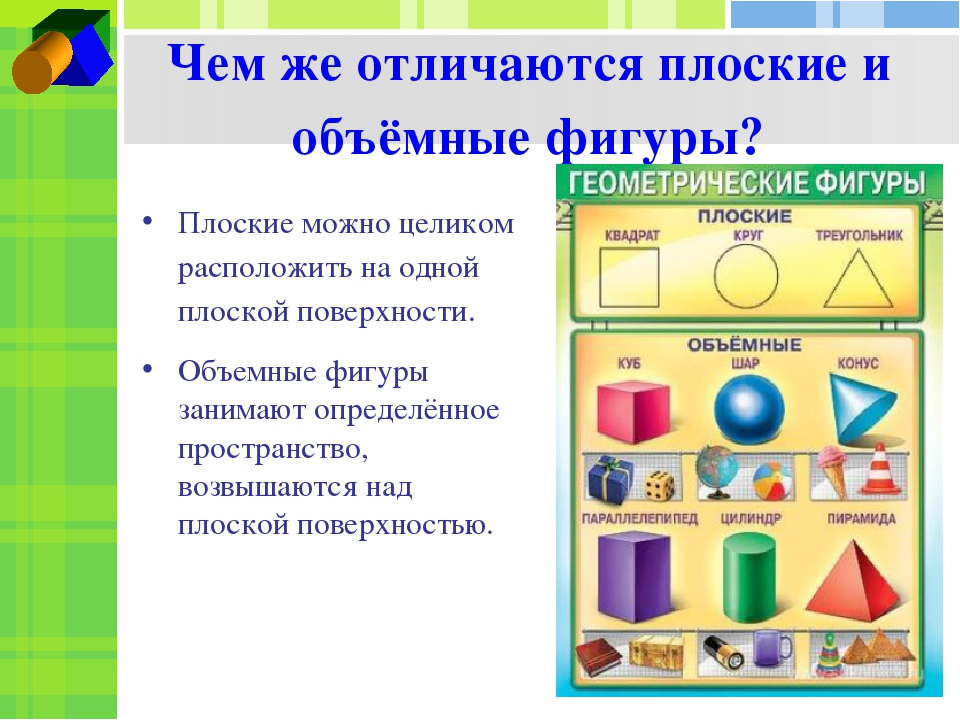 Чем же отличаются плоские и
объёмные фигуры?
• Плоские можно целиком
расположить на одной
плоской поверхности.
• Объемные фигуры
занимают определённое
пространство,
возвышаются над
плоской поверхностью.
ГЕОМЕТРИЧЕСКИЕ ФИГУРЫ
ПЛОСКИЕ
КВАДРАТ КРУГ ТРЕУГОЛЬНИК
ОБЪЁМНЫЕ
КУБ ШАР КОНУС
ПАРАЛЛЕЛЕПИПЕД ЦИЛИНДР ПИРАМИДА